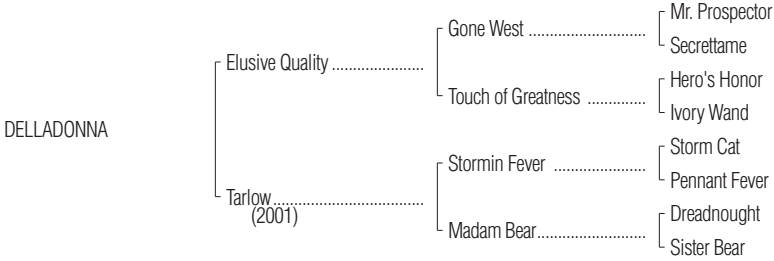 Mr. Prospector
Gone West ..............................
Secrettame
Elusive Quality ......................
Hero's Honor
Touch of Greatness ...............
Ivory Wand
DELLADONNA
Storm Cat
Stormin Fever ........................
Pennant Fever
Tarlow....................................
(2001)
Dreadnought
Madam Bear............................
Sister Bear